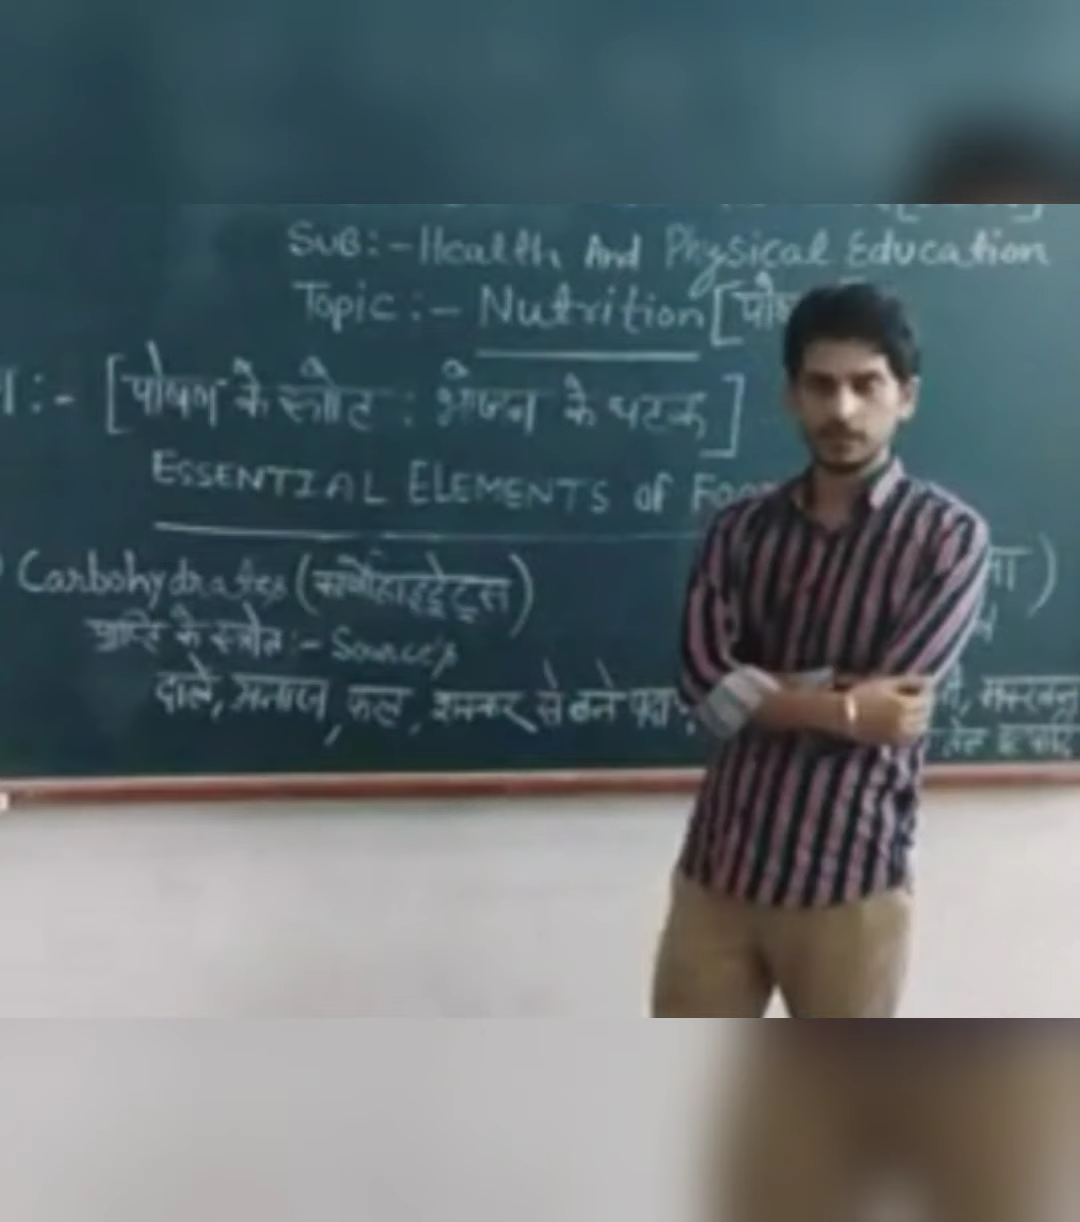 SUB:- Health And Physical Education
Topic:- Nutrition [
:- [पोषण के स्त्रोत : भोजन के घटक]
ESSENTIAL ELEMENTS of
Carbohydrates (कार्बोहाइड्रेट्स)
प्राप्ति के स्त्रोत:- Sources
दालें, अनाज, फल, शक्कर से बने